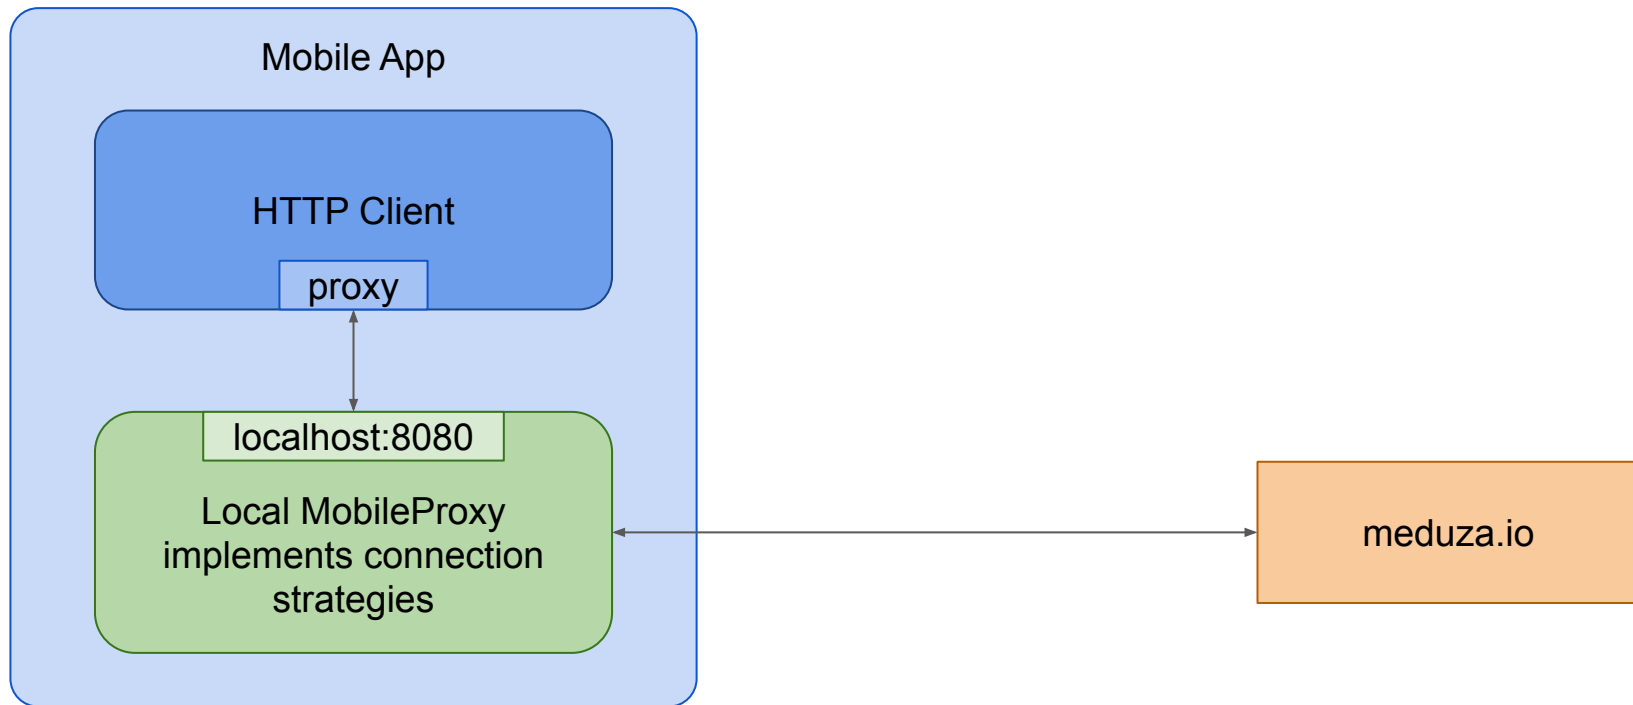 Mobile App
HTTP Client
proxy
localhost:8080
Local MobileProxy
implements connection
strategies
meduza.io